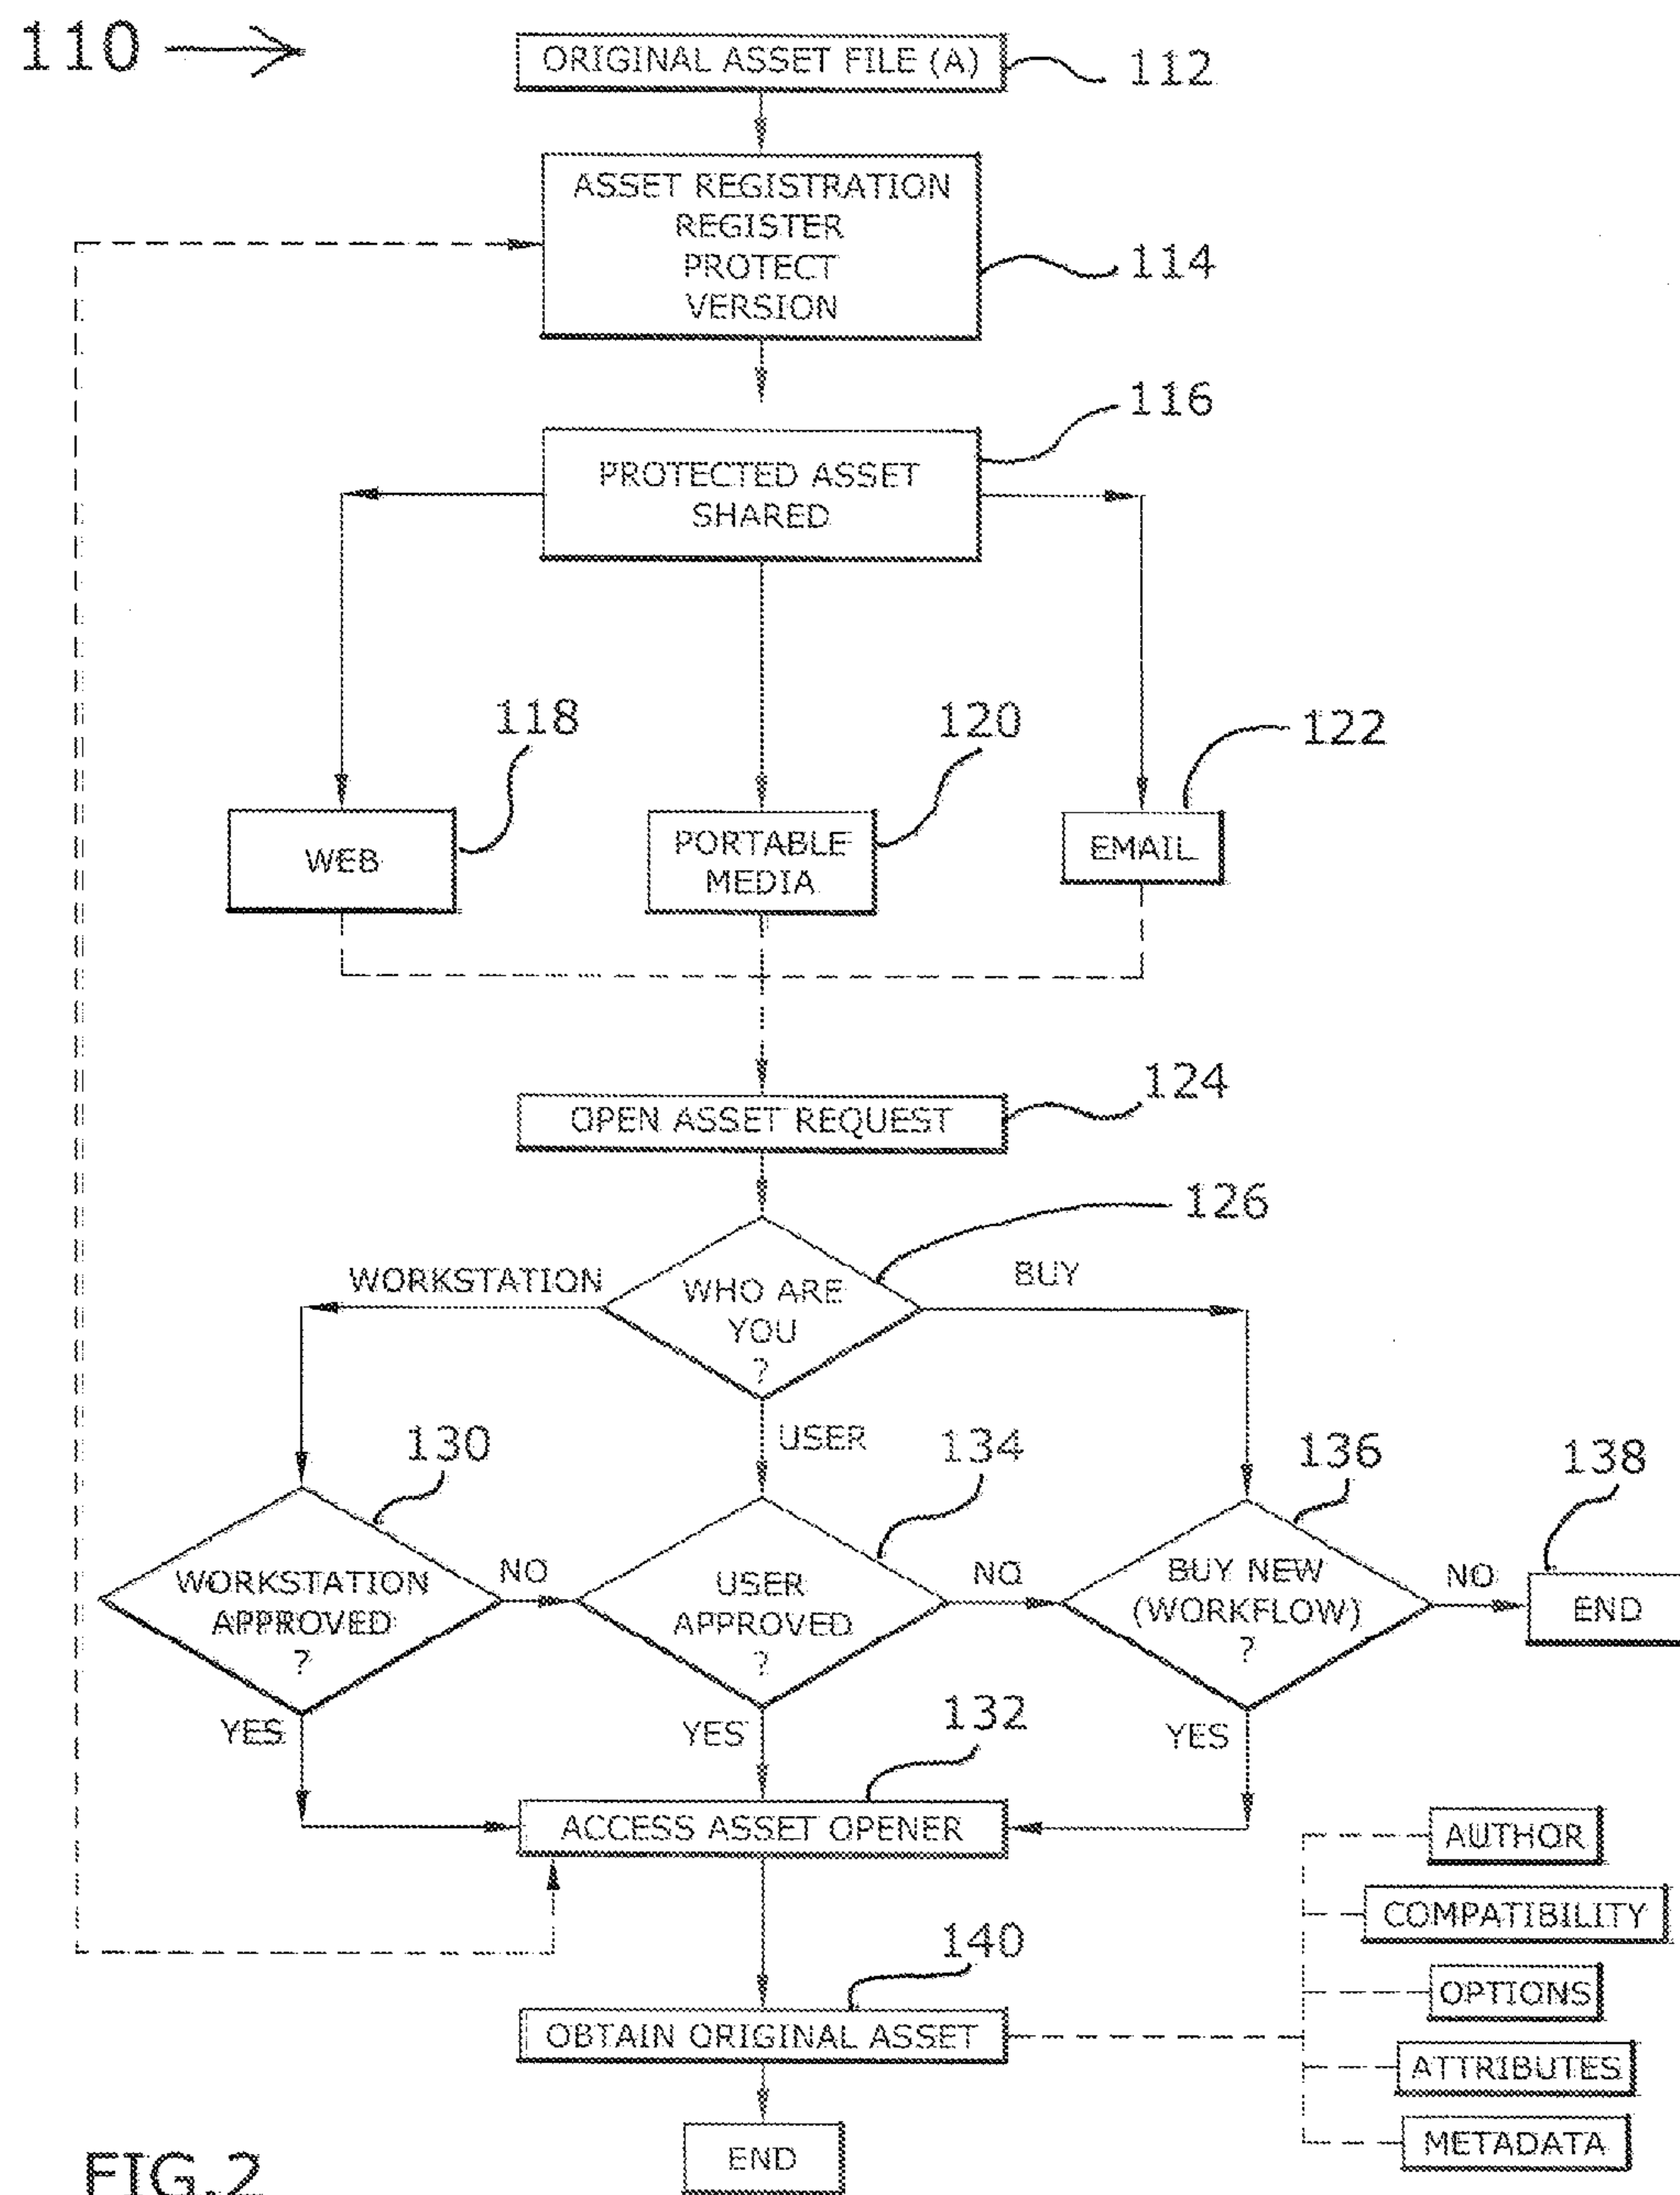 110
ORIGINAL ASSET FILE (A)
112
ASSET REGISTRATION
REGISTER
PROTECT
VERSION
114
116
PROTECTED ASSET
SHARED
118
120
122
WEB
PORTABLE
MEDIA
EMAIL
124
OPEN ASSET REQUEST
126
WORKSTATION
BUY
WHO ARE
YOU
?
USER
130
134
136
138
WORKSTATION
APPROVED
?
NO
USER
APPROVED
?
NO
BUY NEW
(WORKFLOW)
?
NO
END
YES
YES
YES
132
ACCESS ASSET OPENER
AUTHOR
COMPATIBILITY
140
OPTIONS
OBTAIN ORIGINAL ASSET
ATTRIBUTES
METADATA
END
FIG.2